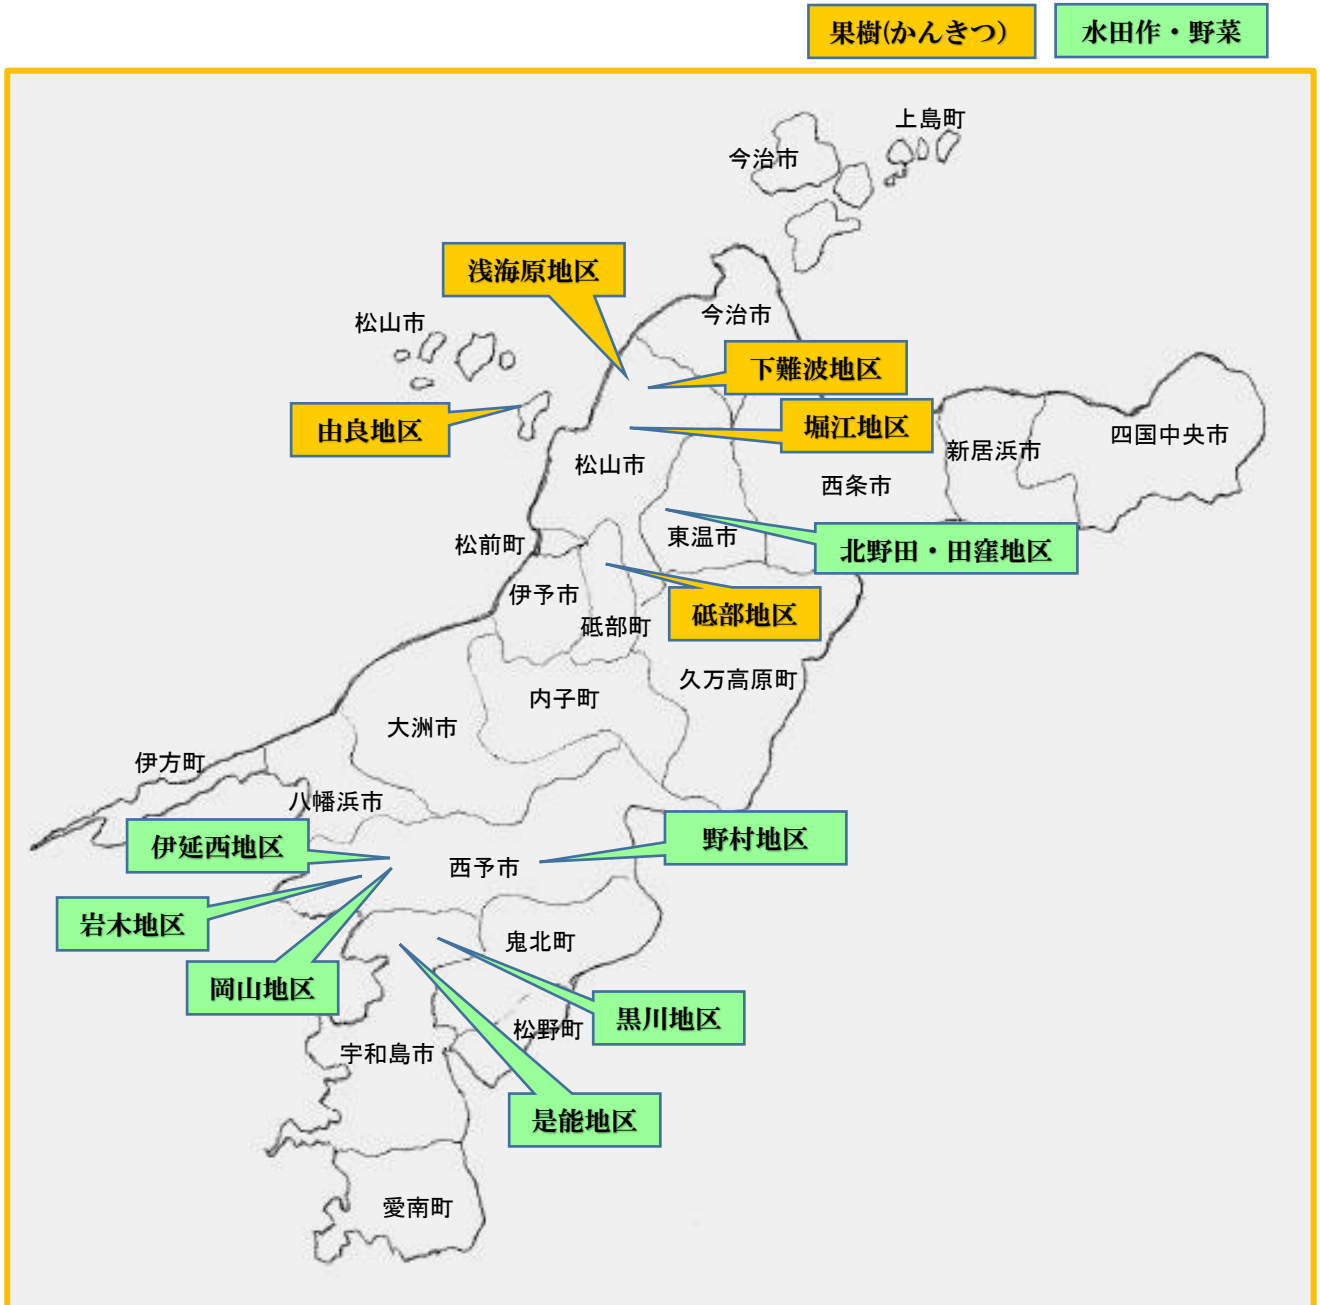 果樹(かんきつ）
水田作・野菜
上島町
今治市
浅海原地区
今治市
松山市
下難波地区
由良地区
堀江地区
四国中央市
新居浜市
松山市
西条市
東温市
松前町
北野田・田窪地区
伊予市
砥部地区
砥部町
久万高原町
内子町
大洲市
伊方町
八幡浜市
伊延西地区
野村地区
西予市
岩木地区
鬼北町
岡山地区
黒川地区
松野町
宇和島市
是能地区
愛南町